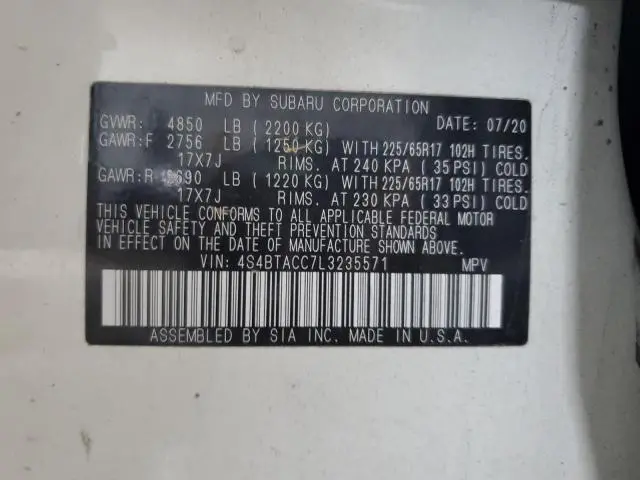 MFD BY SUBARU CORPORATION DATE: 07/20
GVWR: 4850 LB (2200 KG)
GAWR:F 2756 LB (1250 KG) WITH 225/65R17 102H TIRES.
17X7J RIMS. AT 240 KPA (35 PSI) COLD
GAWR:R 2690 LB (1220 KG) WITH 225/65R17 102H TIRES.
17X7J RIMS. AT 230 KPA (33 PSI) COLD
THIS VEHICLE CONFORMS TO ALL APPLICABLE FEDERAL MOTOR
VEHICLE SAFETY AND THEFT PREVENTION STANDARDS
IN EFFECT ON THE DATE OF MANUFACTURE SHOWN ABOVE.
VIN: 4S4BTACC7L3235571 MPV
ASSEMBLED BY SIA INC. MADE IN U.S.A.